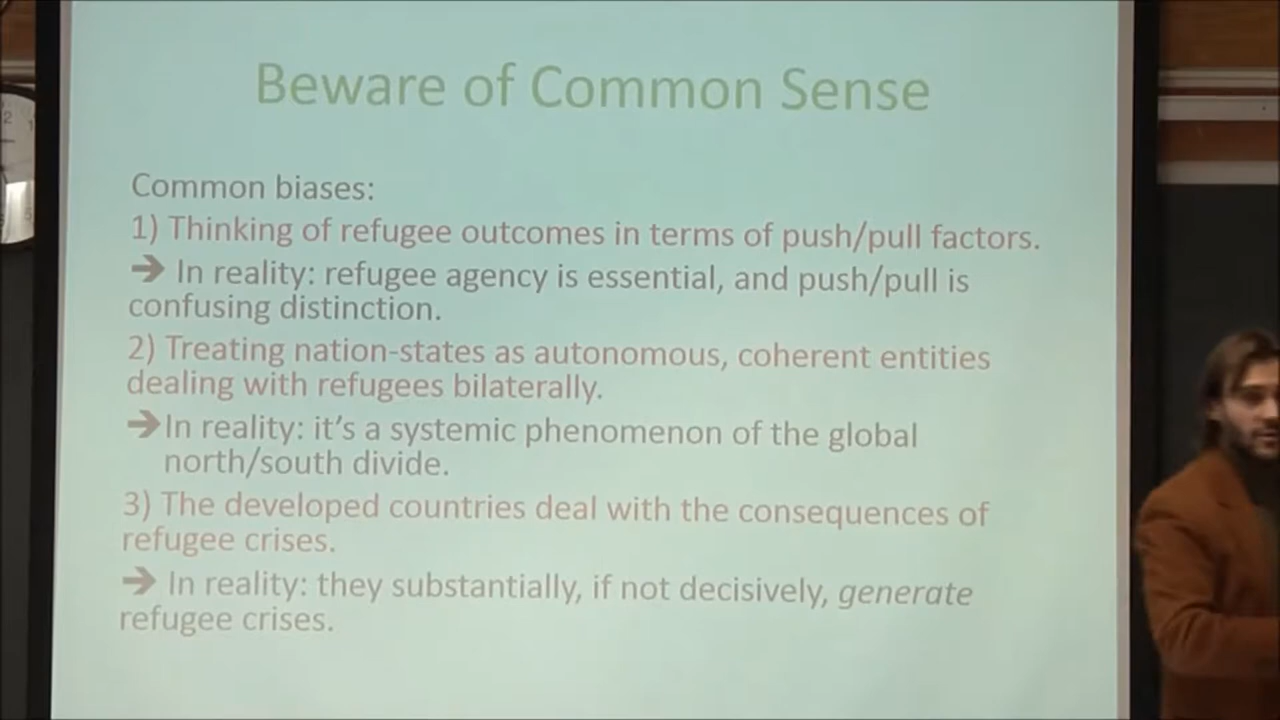 Beware of Common Sense
Common biases:
1) Thinking of refugee outcomes in terms of push/pull factors.
➔ In reality: refugee agency is essential, and push/pull is
confusing distinction.
2) Treating nation-states as autonomous, coherent entities
dealing with refugees bilaterally.
➔In reality: it's a systemic phenomenon of the global
north/south divide.
3) The developed countries deal with the consequences of
refugee crises.
➔ In reality: they substantially, if not decisively, generate
refugee crises.